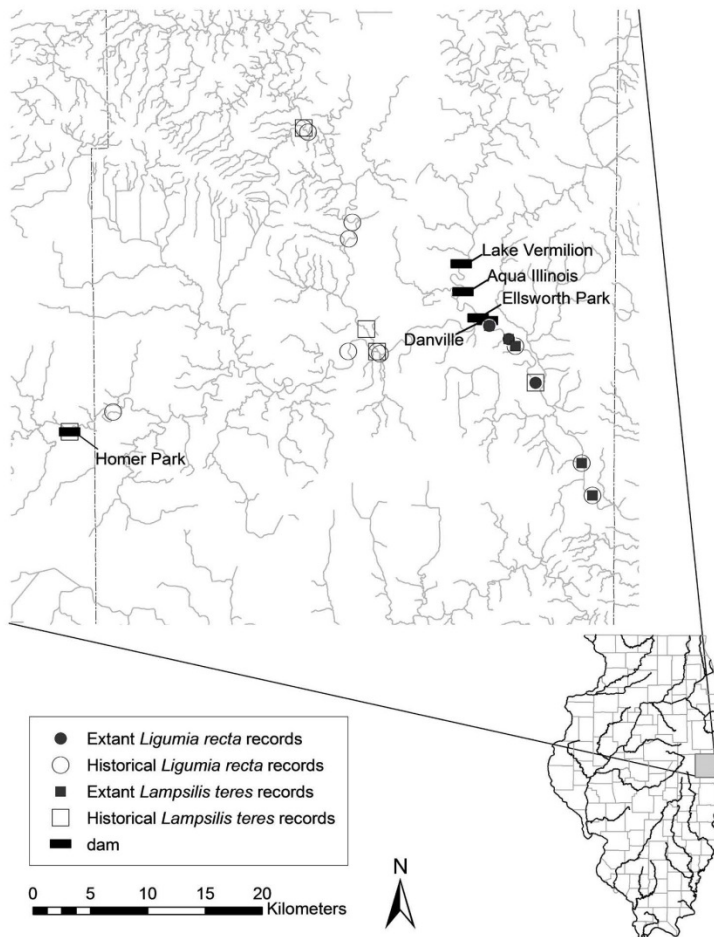 Lake Vermilion
Aqua Illinois
Ellsworth Park
Danville
Homer Park
Extant Ligumia recta records
Historical Ligumia recta records
Extant Lampsilis teres records
Historical Lampsilis teres records
dam
N
0 5 10 15 20
Kilometers